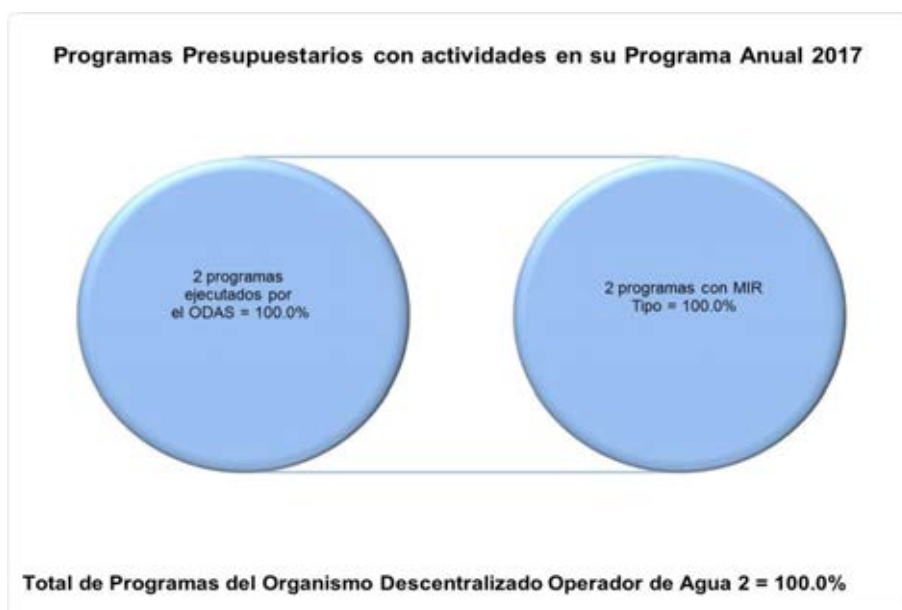 Programas Presupuestarios con actividades en su Programa Anual 2017
2 programas
ejecutados por
el ODAS = 100.0%
2 programas con MIR
Tipo = 100.0%
Total de Programas del Organismo Descentralizado Operador de Agua 2 = 100.0%